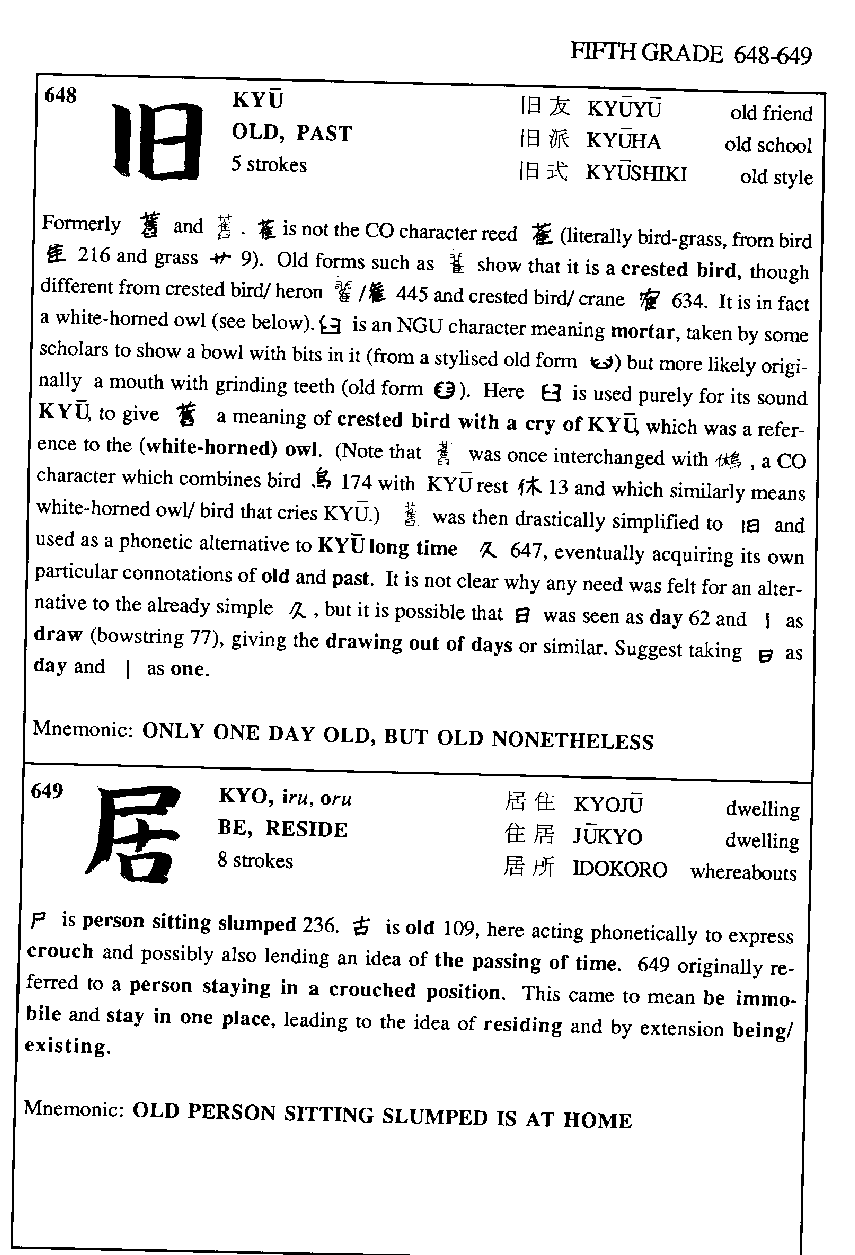 FIFTH GRADE 648-649
648
旧
KYŪ
OLD, PAST
5 strokes
旧友 KYŪYŪ old friend
旧派 KYŪHA old school
旧式 KYŪSHIKI old style
Formerly 舊 and 舊. 萑 is not the CO character reed 萑 (literally bird-grass, from bird
隹 216 and grass 艹 9). Old forms such as show that it is a crested bird, though
different from crested bird/ heron / 445 and crested bird/ crane 634. It is in fact
a white-horned owl (see below). 臼 is an NGU character meaning mortar, taken by some
scholars to show a bowl with bits in it (from a stylised old form ) but more likely origi-
nally a mouth with grinding teeth (old form ). Here 臼 is used purely for its sound
KYŪ, to give 舊 a meaning of crested bird with a cry of KYŪ, which was a refer-
ence to the (white-horned) owl. (Note that 舊 was once interchanged with 鵂, a CO
character which combines bird 鳥 174 with KYŪ rest 休 13 and which similarly means
white-horned owl/ bird that cries KYŪ.) 舊 was then drastically simplified to 旧 and
used as a phonetic alternative to KYŪ long time 久 647, eventually acquiring its own
particular connotations of old and past. It is not clear why any need was felt for an alter-
native to the already simple 久, but it is possible that 日 was seen as day 62 and 丨 as
draw (bowstring 77), giving the drawing out of days or similar. Suggest taking 日 as
day and 丨 as one.
Mnemonic: ONLY ONE DAY OLD, BUT OLD NONETHELESS
649
居
KYO, iru, oru
BE, RESIDE
8 strokes
居住 KYOJŪ dwelling
住居 JŪKYO dwelling
居所 IDOKORO whereabouts
尸 is person sitting slumped 236. 古 is old 109, here acting phonetically to express
crouch and possibly also lending an idea of the passing of time. 649 originally re-
ferred to a person staying in a crouched position. This came to mean be immo-
bile and stay in one place, leading to the idea of residing and by extension being/
existing.
Mnemonic: OLD PERSON SITTING SLUMPED IS AT HOME